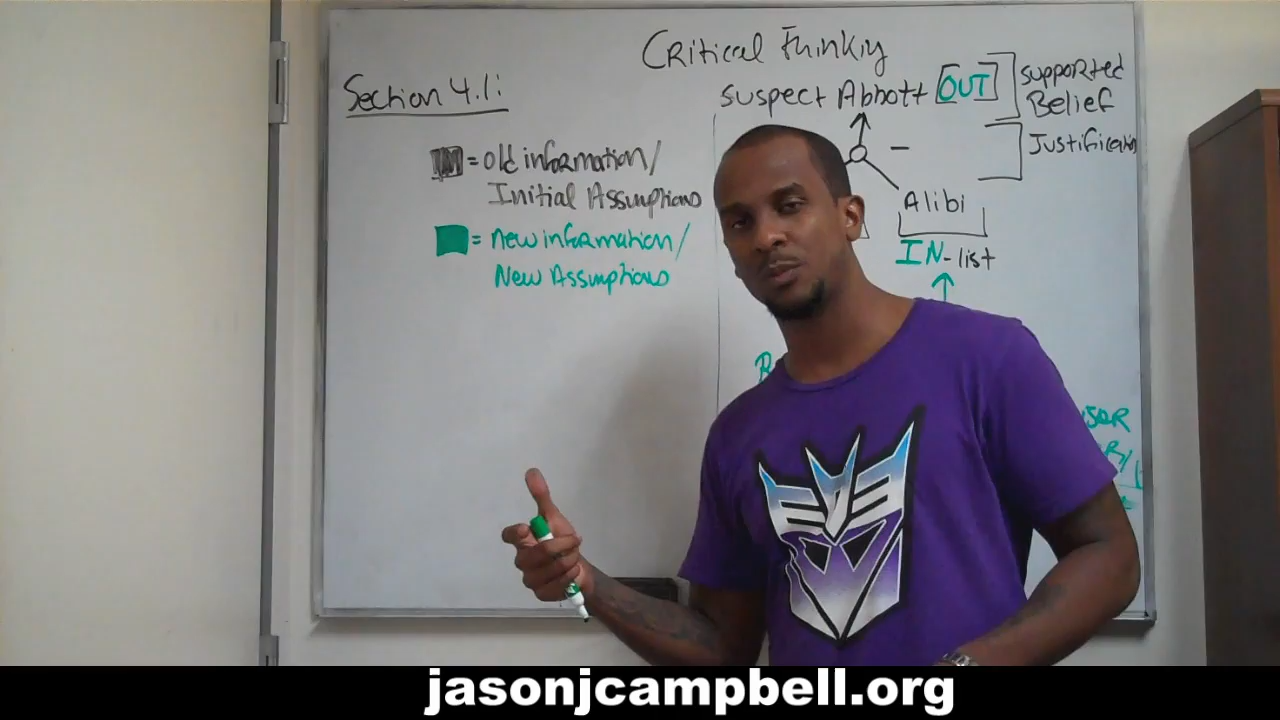 Critical Thinkiy
Section 4.1:
suspect Abbott OUT
supported
Belief
Justification
= old information/
Initial Assumptions
Alibi
= new information/
New Assumptions
IN-list
jasonjcampbell.org